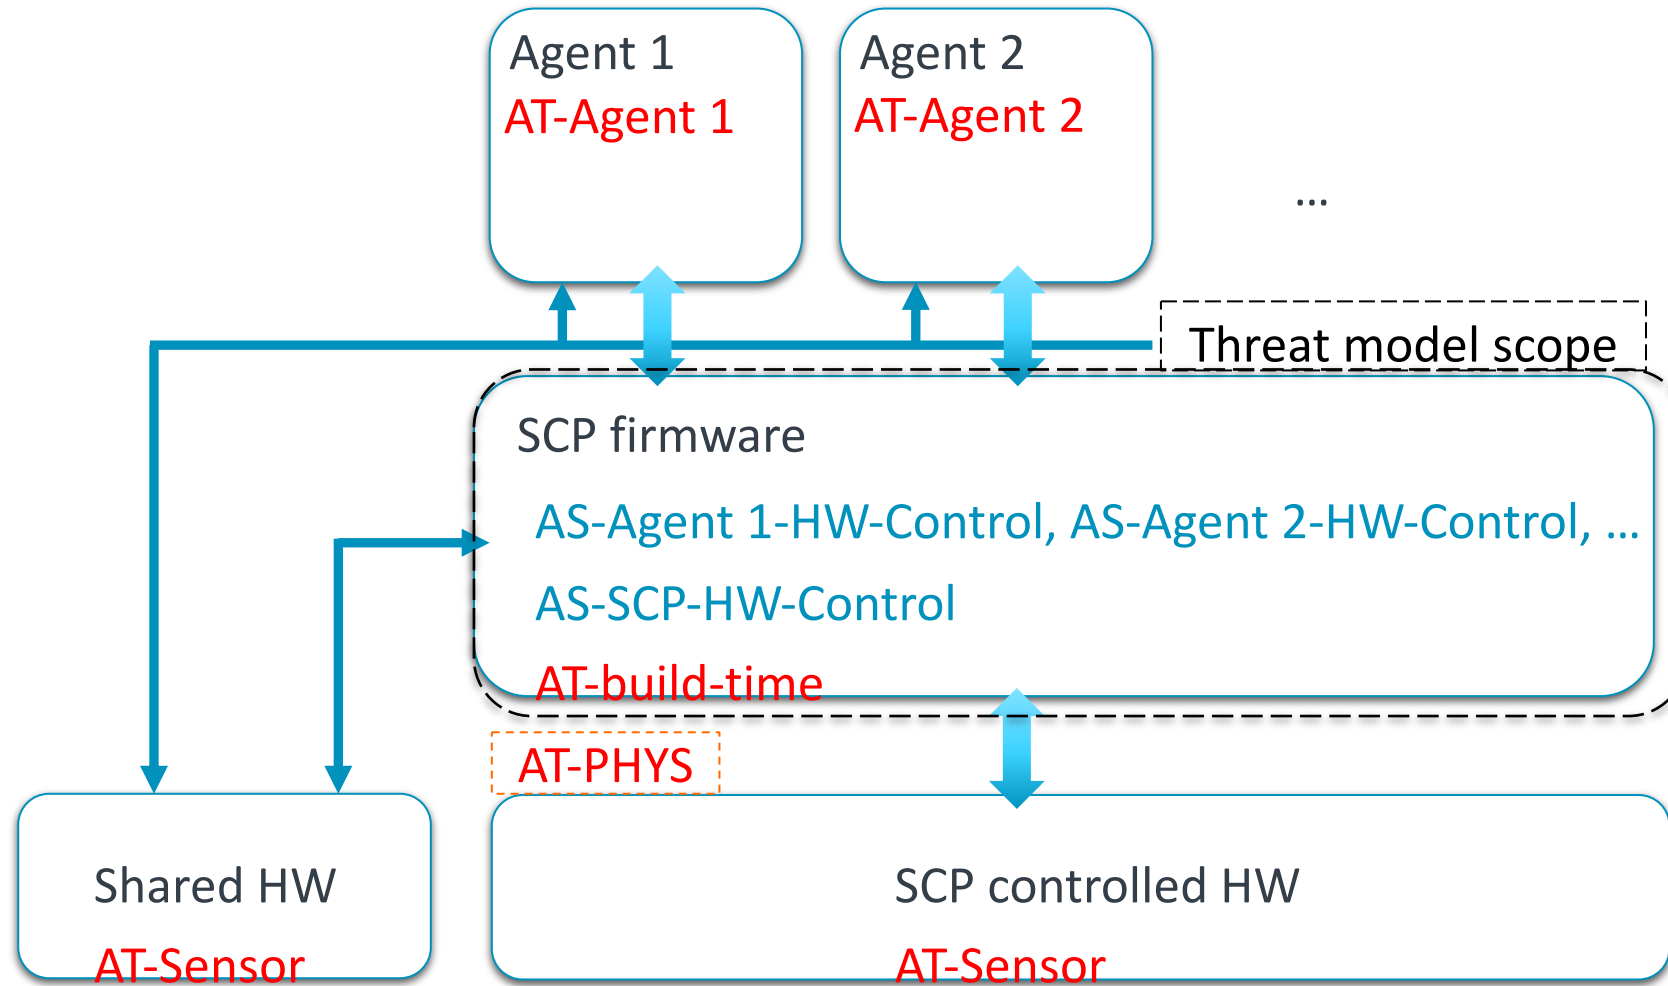 Agent 1
AT-Agent 1
Agent 2
AT-Agent 2
...
Threat model scope
SCP firmware
AS-Agent 1-HW-Control, AS-Agent 2-HW-Control, ...
AS-SCP-HW-Control
AT-build-time
AT-PHYS
Shared HW
AT-Sensor
SCP controlled HW
AT-Sensor